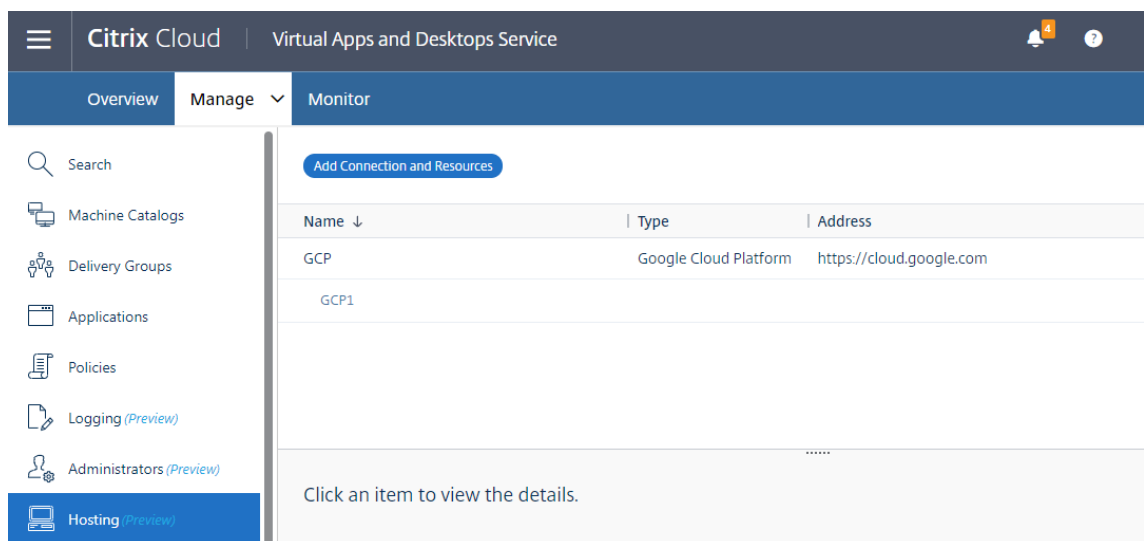 Citrix Cloud | Virtual Apps and Desktops Service 4 ?
Overview Manage Monitor
Search
Machine Catalogs
Delivery Groups
Applications
Policies
Logging (Preview)
Administrators (Preview)
Hosting (Preview)
Add Connection and Resources
Name ↓ | Type | Address
GCP Google Cloud Platform https://cloud.google.com
GCP1
Click an item to view the details.